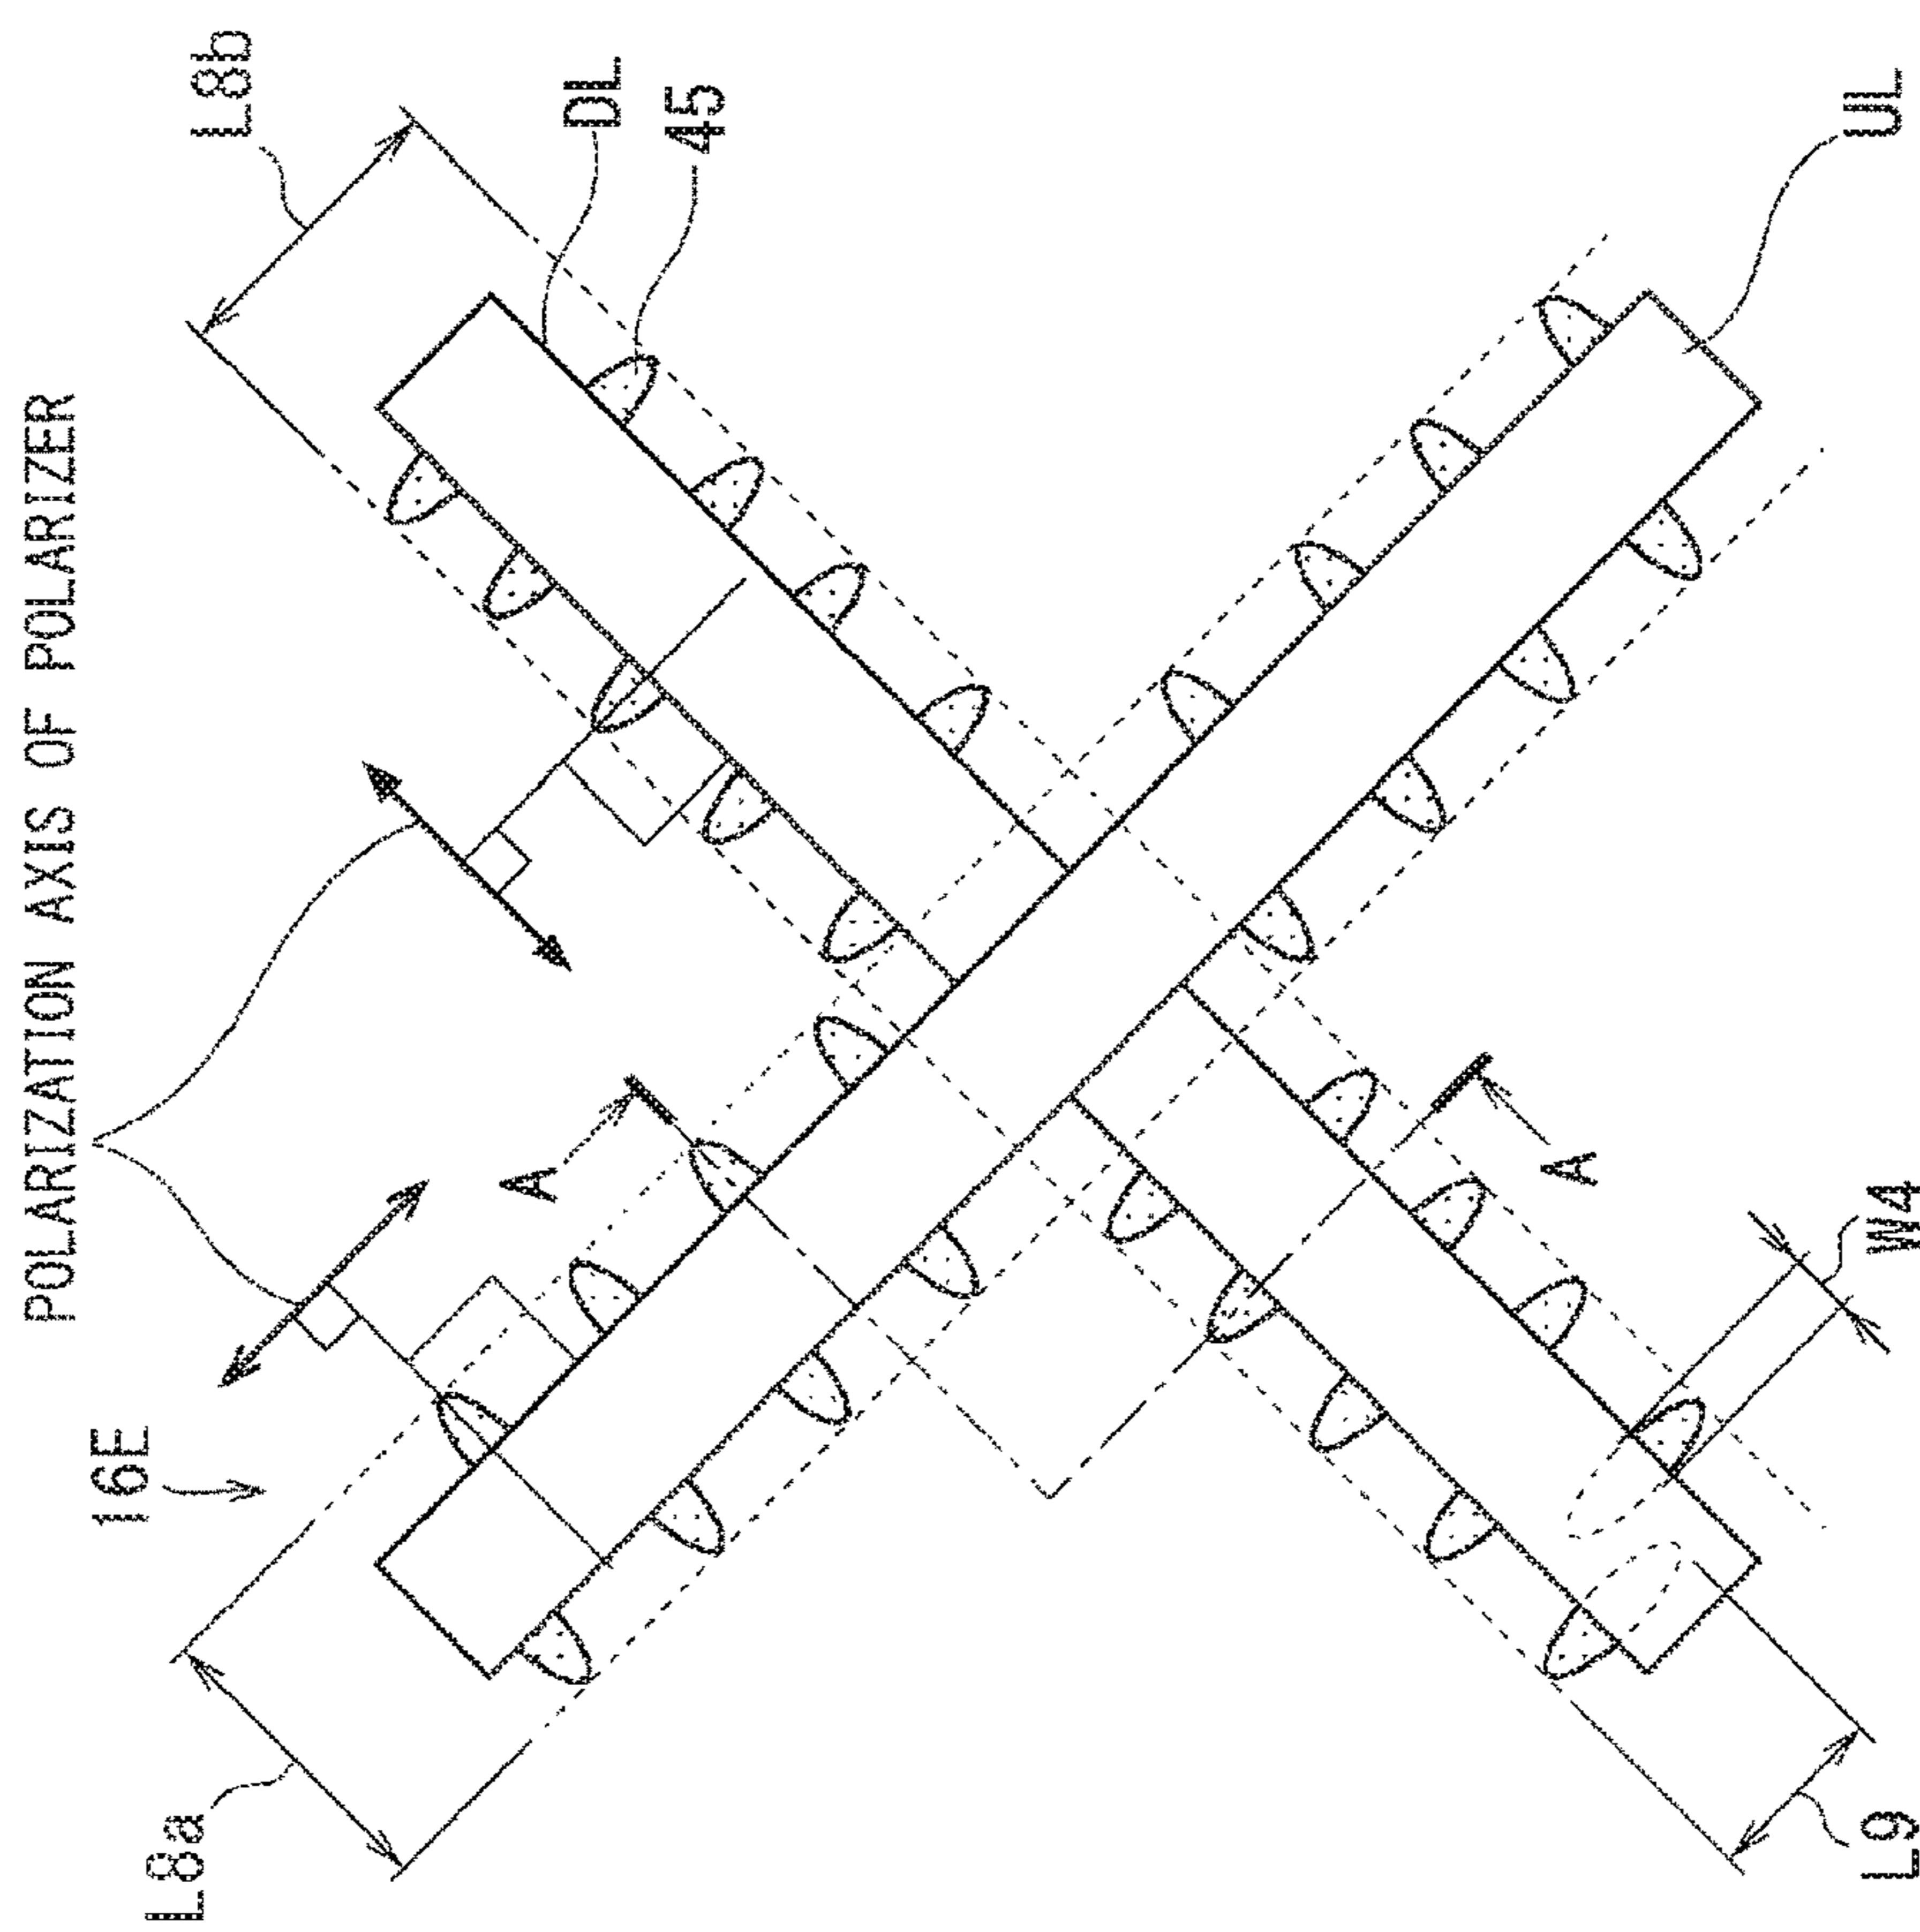 POLARIZATION AXIS OF POLARIZER
16E
L8a
L8b
DL
45
A
A
UL
W4
L9